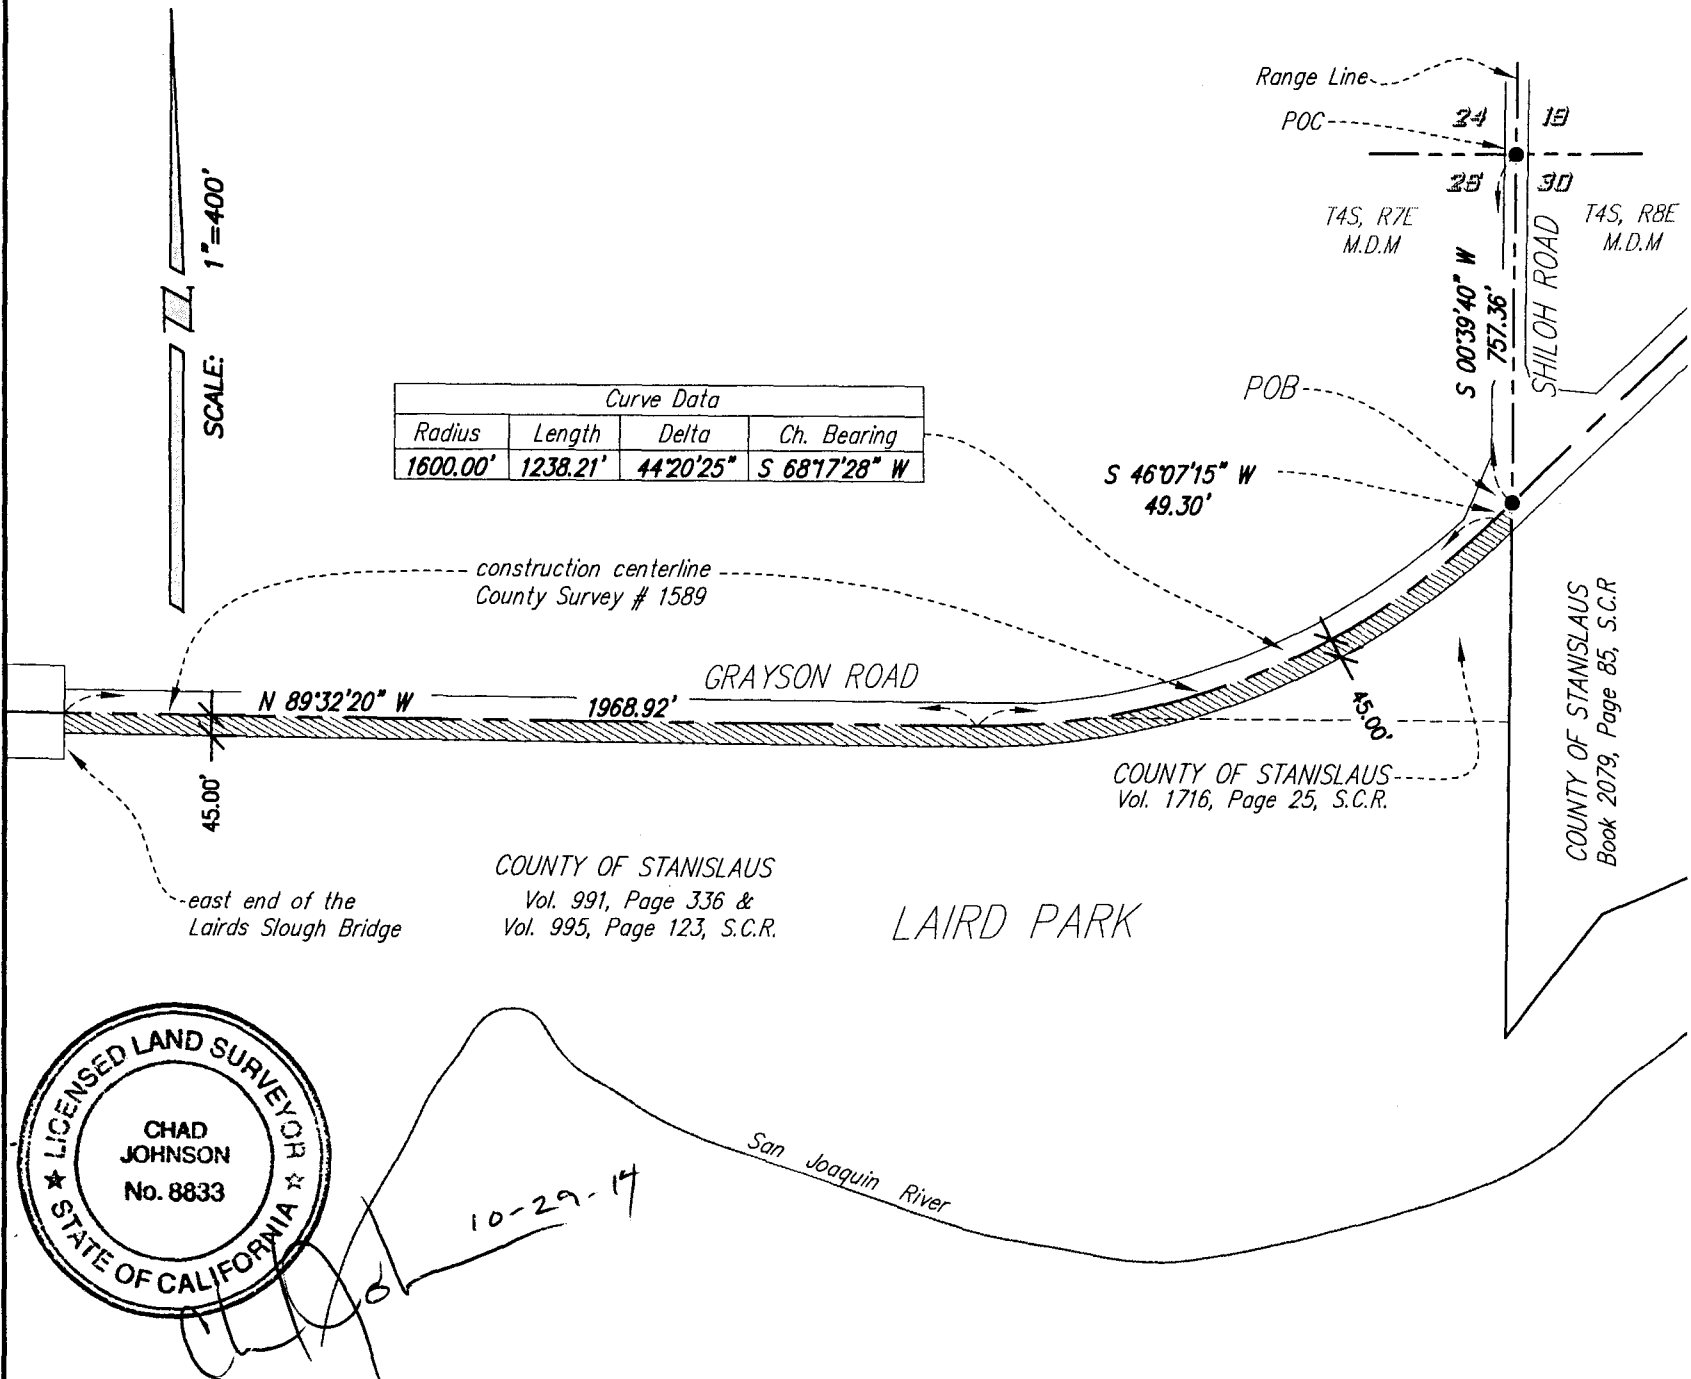 Range Line
POC
24
19
25
30
T4S, R7E
M.D.M
T4S, R8E
M.D.M
S 00°39'40" W
757.36'
SHILOH ROAD
SCALE: 1"=400'
Curve Data
Radius Length Delta Ch. Bearing
1600.00' 1238.21' 44°20'25" S 68°17'28" W
POB
S 46°07'15" W
49.30'
construction centerline
County Survey # 1589
GRAYSON ROAD
N 89°32'20" W 1968.92'
45.00'
45.00'
COUNTY OF STANISLAUS
Vol. 1716, Page 25, S.C.R.
COUNTY OF STANISLAUS
Book 2079, Page 85, S.C.R
east end of the
Lairds Slough Bridge
COUNTY OF STANISLAUS
Vol. 991, Page 336 &
Vol. 995, Page 123, S.C.R.
LAIRD PARK
San Joaquin River
LICENSED LAND SURVEYOR
CHAD
JOHNSON
No. 8833
STATE OF CALIFORNIA
10-29-14